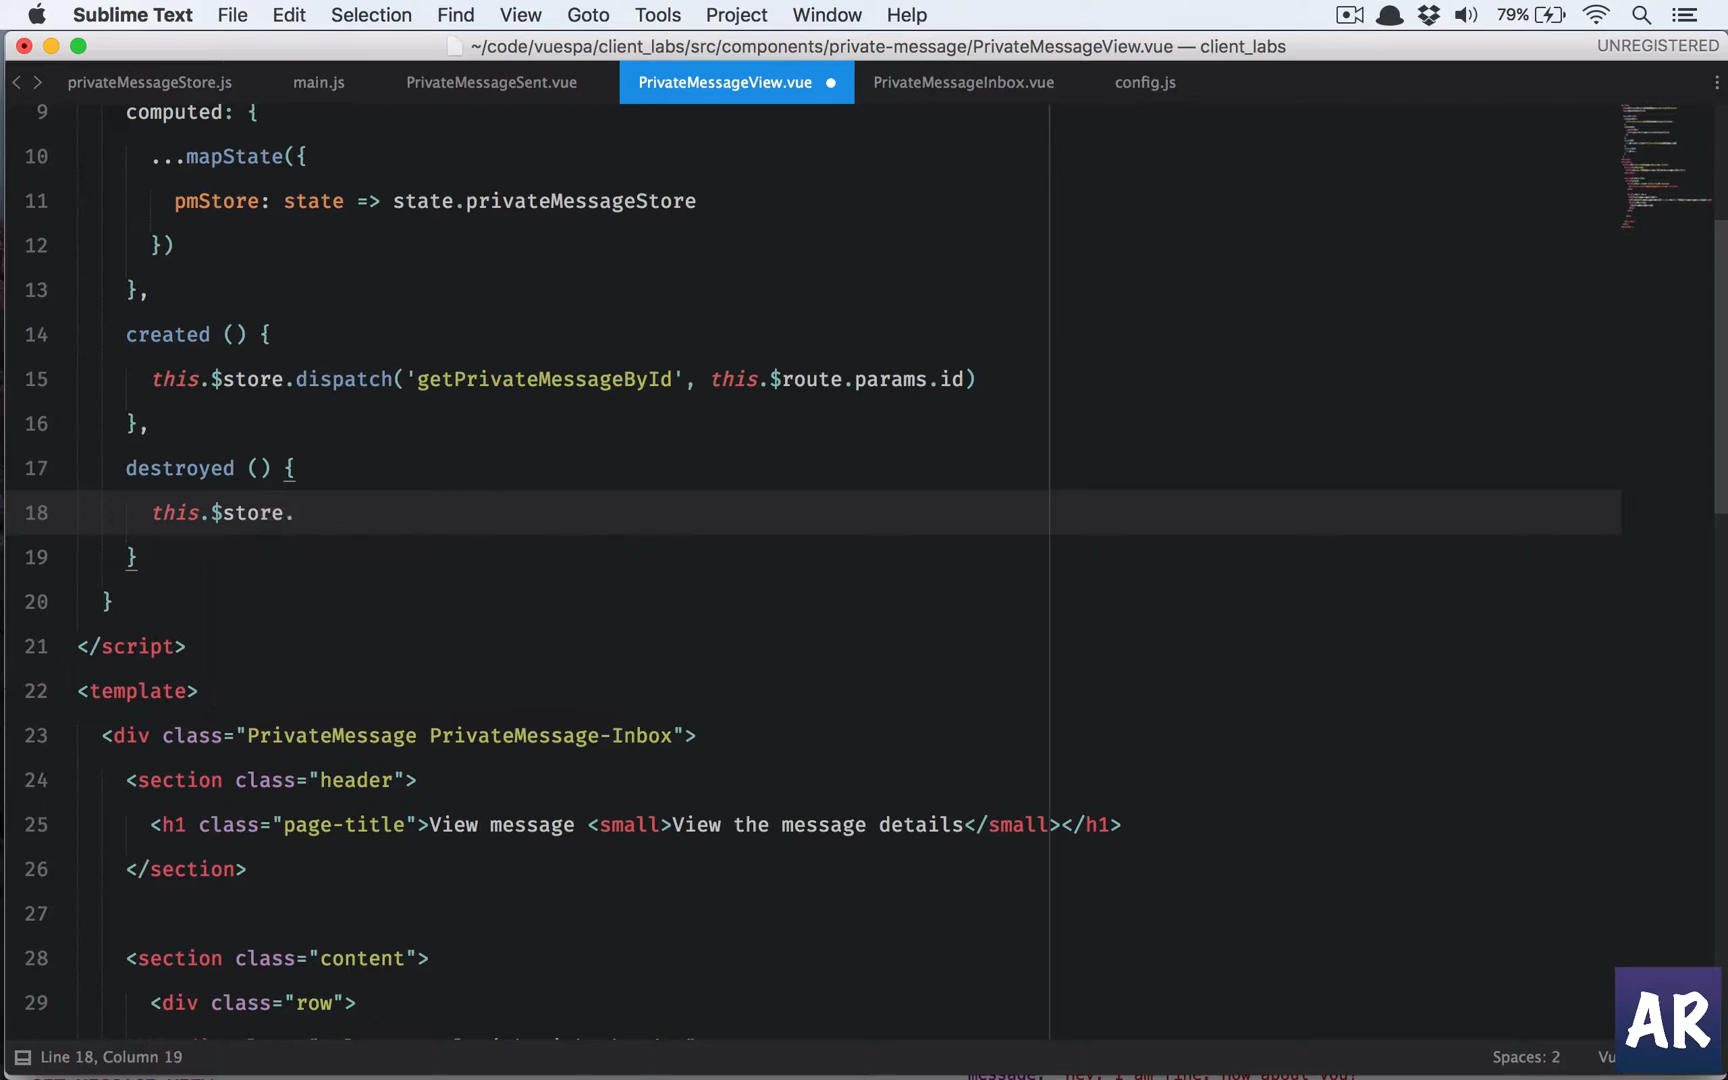 Sublime Text File Edit Selection Find View Goto Tools Project Window Help 79%
~/code/vuespa/client_labs/src/components/private-message/PrivateMessageView.vue — client_labs UNREGISTERED
privateMessageStore.js main.js PrivateMessageSent.vue PrivateMessageView.vue PrivateMessageInbox.vue config.js
9 computed: {
10 ...mapState({
11 pmStore: state => state.privateMessageStore
12 })
13 },
14 created () {
15 this.$store.dispatch('getPrivateMessageById', this.$route.params.id)
16 },
17 destroyed () {
18 this.$store.
19 }
20 }
21 </script>
22 <template>
23 <div class="PrivateMessage PrivateMessage-Inbox">
24 <section class="header">
25 <h1 class="page-title">View message <small>View the message details</small></h1>
26 </section>
27
28 <section class="content">
29 <div class="row">
AR
Line 18, Column 19 Spaces: 2 Vu